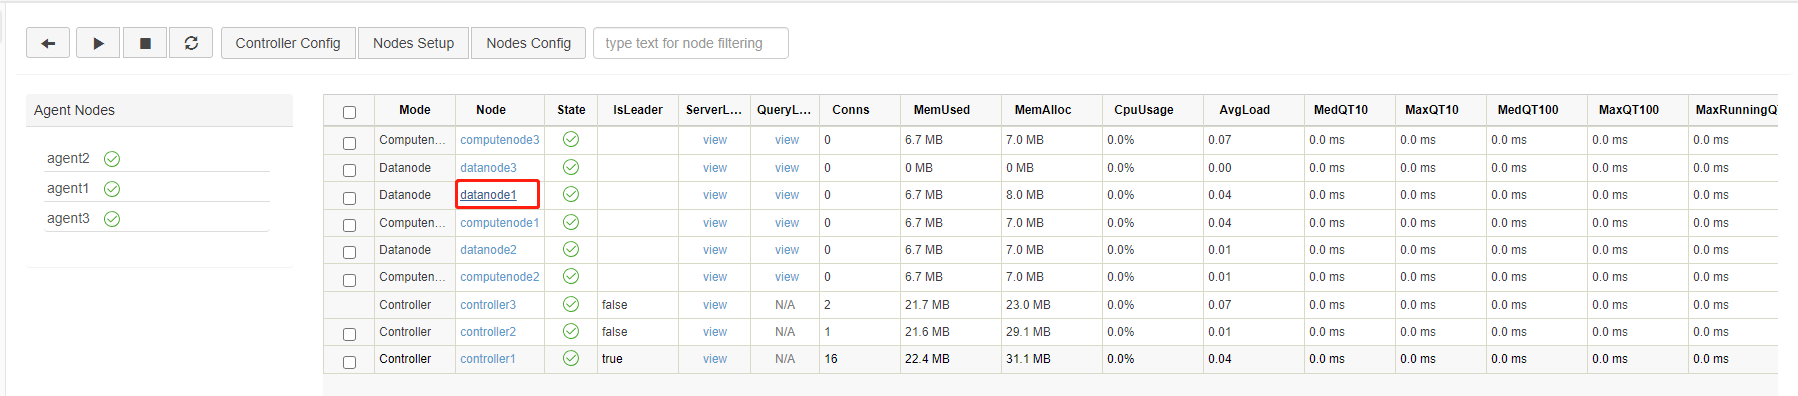 Controller Config Nodes Setup Nodes Config type text for node filtering
Agent Nodes
agent2
agent1
agent3
Mode Node State IsLeader ServerL... QueryL... Conns MemUsed MemAlloc CpuUsage AvgLoad MedQT10 MaxQT10 MedQT100 MaxQT100 MaxRunningQ
Computen... computenode3 view view 0 6.7 MB 7.0 MB 0.0% 0.07 0.0 ms 0.0 ms 0.0 ms 0.0 ms 0.0 ms
Datanode datanode3 view view 0 0 MB 0 MB 0.0% 0.00 0.0 ms 0.0 ms 0.0 ms 0.0 ms 0.0 ms
Datanode datanode1 view view 0 6.7 MB 8.0 MB 0.0% 0.04 0.0 ms 0.0 ms 0.0 ms 0.0 ms 0.0 ms
Computen... computenode1 view view 0 6.7 MB 7.0 MB 0.0% 0.04 0.0 ms 0.0 ms 0.0 ms 0.0 ms 0.0 ms
Datanode datanode2 view view 0 6.7 MB 7.0 MB 0.0% 0.01 0.0 ms 0.0 ms 0.0 ms 0.0 ms 0.0 ms
Computen... computenode2 view view 0 6.7 MB 7.0 MB 0.0% 0.01 0.0 ms 0.0 ms 0.0 ms 0.0 ms 0.0 ms
Controller controller3 false view N/A 2 21.7 MB 23.0 MB 0.0% 0.07 0.0 ms 0.0 ms 0.0 ms 0.0 ms 0.0 ms
Controller controller2 false view N/A 1 21.6 MB 29.1 MB 0.0% 0.01 0.0 ms 0.0 ms 0.0 ms 0.0 ms 0.0 ms
Controller controller1 true view N/A 16 22.4 MB 31.1 MB 0.0% 0.04 0.0 ms 0.0 ms 0.0 ms 0.0 ms 0.0 ms